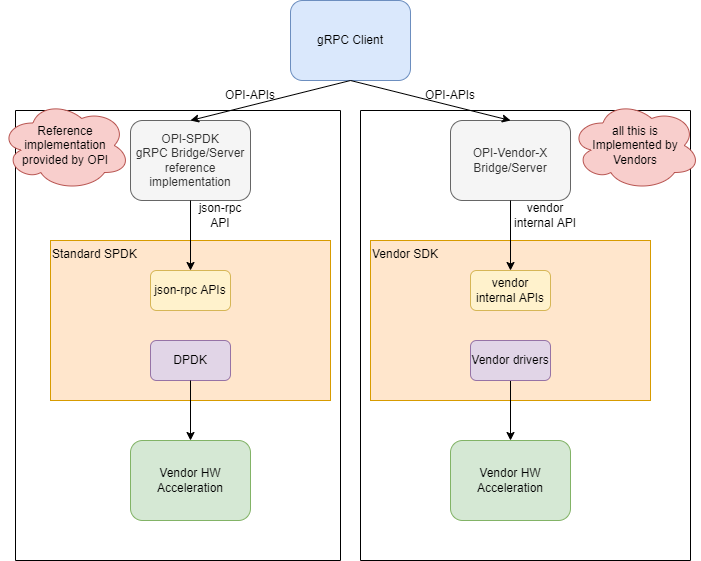 gRPC Client
OPI-APIs
OPI-APIs
Reference
implementation
provided by OPI
OPI-SPDK
gRPC Bridge/Server
reference
implementation
json-rpc
API
Standard SPDK
json-rpc APIs
DPDK
Vendor HW
Acceleration
OPI-Vendor-X
Bridge/Server
all this is
Implemented by
Vendors
vendor
internal API
Vendor SDK
vendor
internal APIs
Vendor drivers
Vendor HW
Acceleration